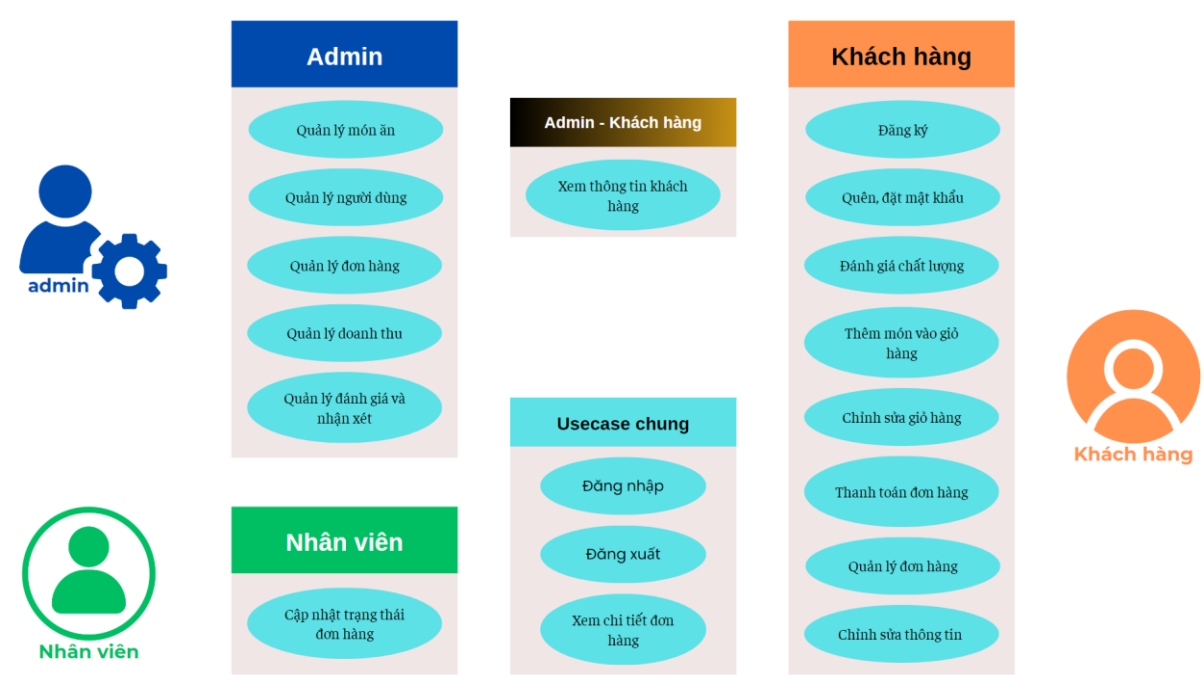 Admin
Quản lý món ăn
Quản lý người dùng
Quản lý đơn hàng
Quản lý doanh thu
Quản lý đánh giá và
nhận xét
admin
Nhân viên
Cập nhật trạng thái
đơn hàng
Nhân viên
Admin - Khách hàng
Xem thông tin khách
hàng
Usecase chung
Đăng nhập
Đăng xuất
Xem chi tiết đơn
hàng
Khách hàng
Đăng ký
Quên, đặt mật khẩu
Đánh giá chất lượng
Thêm món vào giỏ
hàng
Chỉnh sửa giỏ hàng
Thanh toán đơn hàng
Quản lý đơn hàng
Chỉnh sửa thông tin
Khách hàng